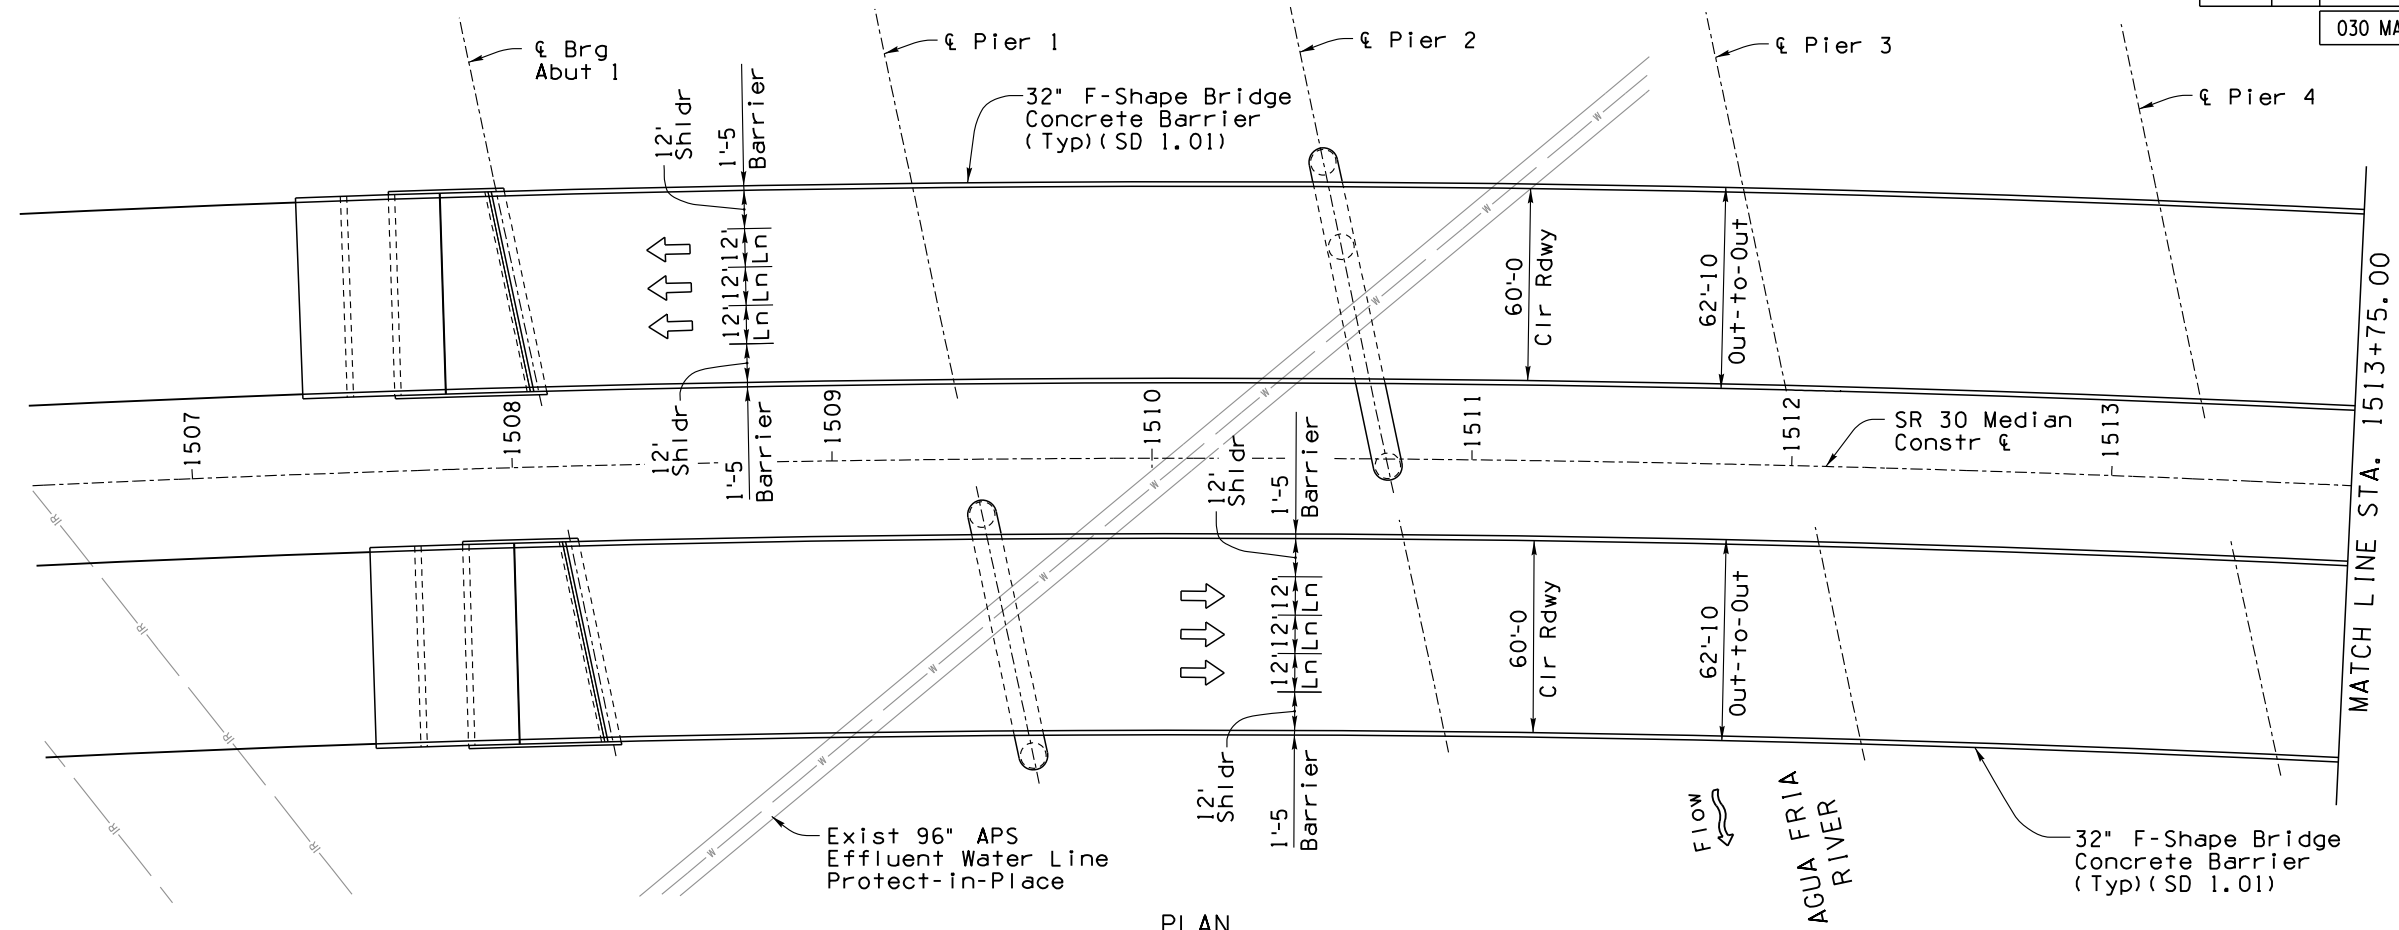 030 MA
℄ Brg
Abut 1
℄ Pier 1
℄ Pier 2
℄ Pier 3
℄ Pier 4
32" F-Shape Bridge
Concrete Barrier
(Typ)(SD 1.01)
12'
Shldr
1'-5
Barrier
12'
Ln
12'
Ln
12'
Ln
12'
Shldr
1'-5
Barrier
60'-0
Clr Rdwy
62'-10
Out-to-Out
W
W
W
W
W
W
W
W
W
1507
1508
1509
1510
1511
1512
1513
SR 30 Median
Constr ℄
MATCH LINE STA. 1513+75.00
12'
Shldr
1'-5
Barrier
12'
Ln
12'
Ln
12'
Ln
12'
Shldr
1'-5
Barrier
60'-0
Clr Rdwy
62'-10
Out-to-Out
IR
IR
IR
IR
IR
Exist 96" APS
Effluent Water Line
Protect-in-Place
Flow
AGUA FRIA
RIVER
32" F-Shape Bridge
Concrete Barrier
(Typ)(SD 1.01)
PLAN